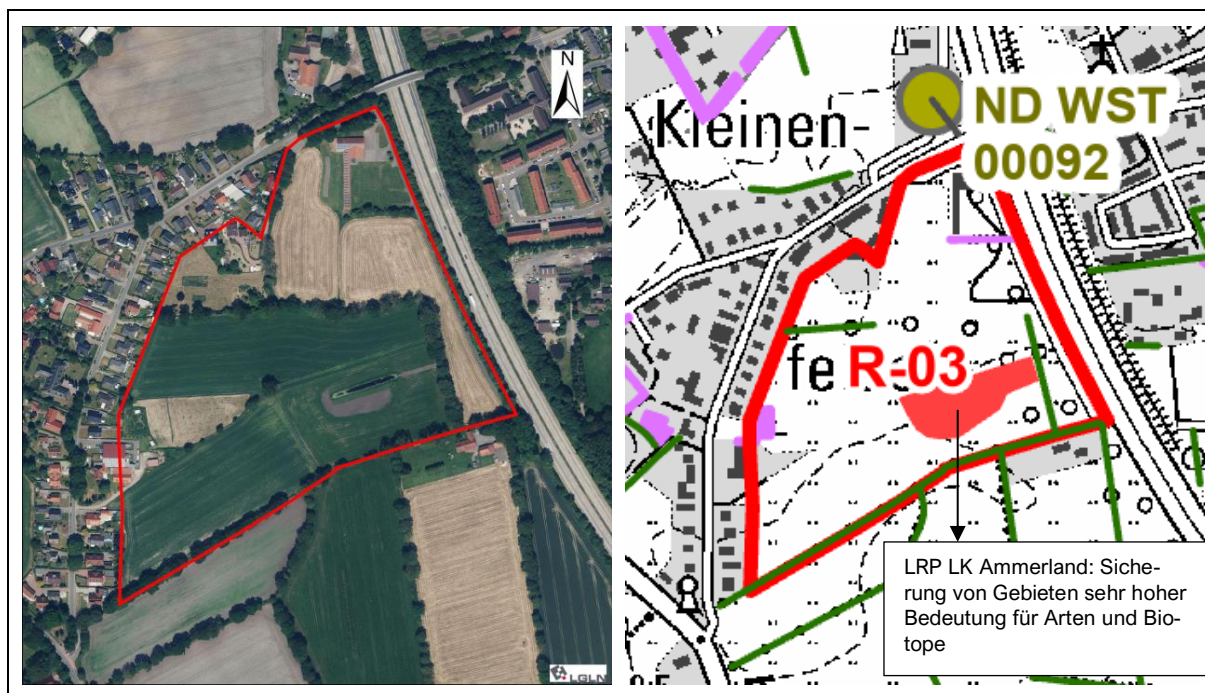 N
LGLN
Kleinen-
ND WST
00092
fe R-03
LRP LK Ammerland: Siche-
rung von Gebieten sehr hoher
Bedeutung für Arten und Bio-
tope